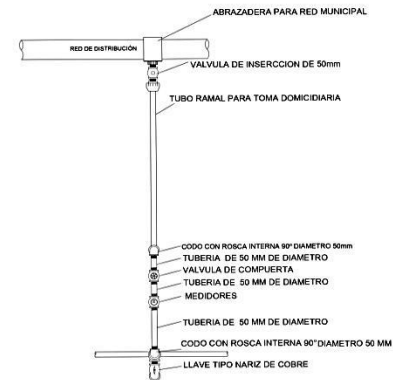 ABRAZADERA PARA RED MUNICIPAL
RED DE DISTRIBUCIÓN
VALVULA DE INSERCCION DE 50mm
TUBO RAMAL PARA TOMA DOMICIDIARIA
CODO CON ROSCA INTERNA 90° DIAMETRO 50mm
TUBERIA DE 50 MM DE DIAMETRO
VALVULA DE COMPUERTA
TUBERIA DE 50 MM DE DIAMETRO
MEDIDORES
TUBERIA DE 50 MM DE DIAMETRO
CODO CON ROSCA INTERNA 90°DIAMETRO 50 MM
LLAVE TIPO NARIZ DE COBRE